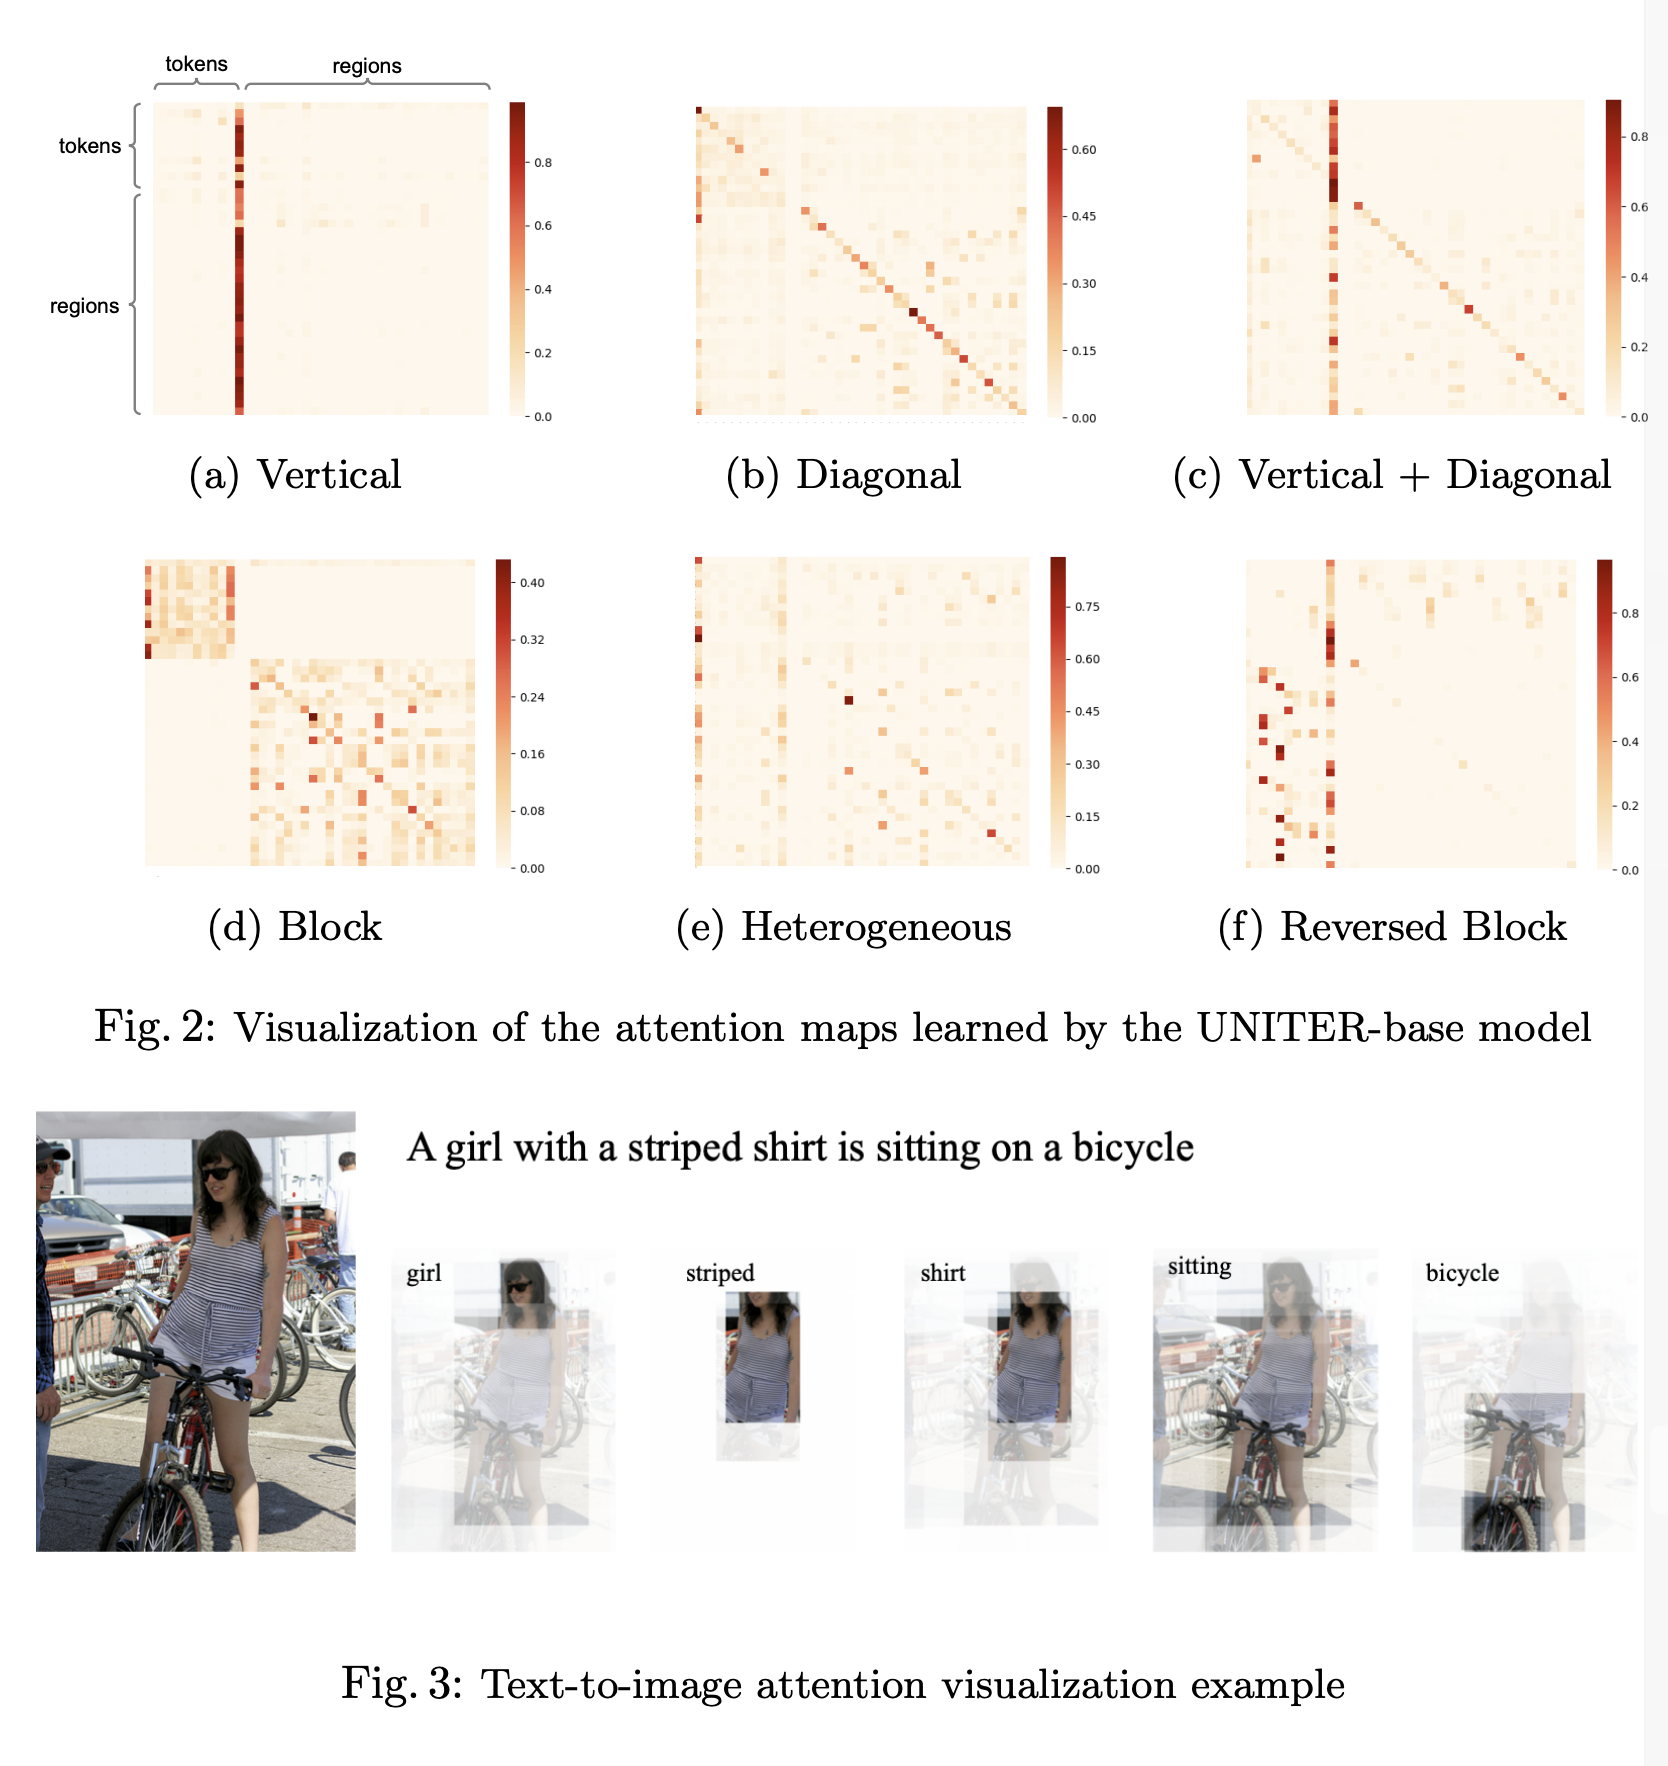 tokens regions
tokens
regions
0.8
0.6
0.4
0.2
0.0
0.60
0.45
0.30
0.15
0.00
0.8
0.6
0.4
0.2
0.0
(a) Vertical
(b) Diagonal
(c) Vertical + Diagonal
0.40
0.32
0.24
0.16
0.08
0.00
0.75
0.60
0.45
0.30
0.15
0.00
0.8
0.6
0.4
0.2
0.0
(d) Block
(e) Heterogeneous
(f) Reversed Block
Fig. 2: Visualization of the attention maps learned by the UNITER-base model
A girl with a striped shirt is sitting on a bicycle
girl
striped
shirt
sitting
bicycle
Fig. 3: Text-to-image attention visualization example